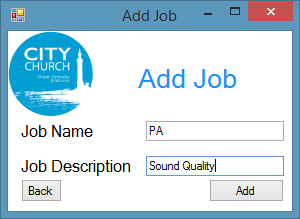 Add Job
CITY
CHURCH
Add Job
Job Name
PA
Job Description
Sound Quality
Back
Add